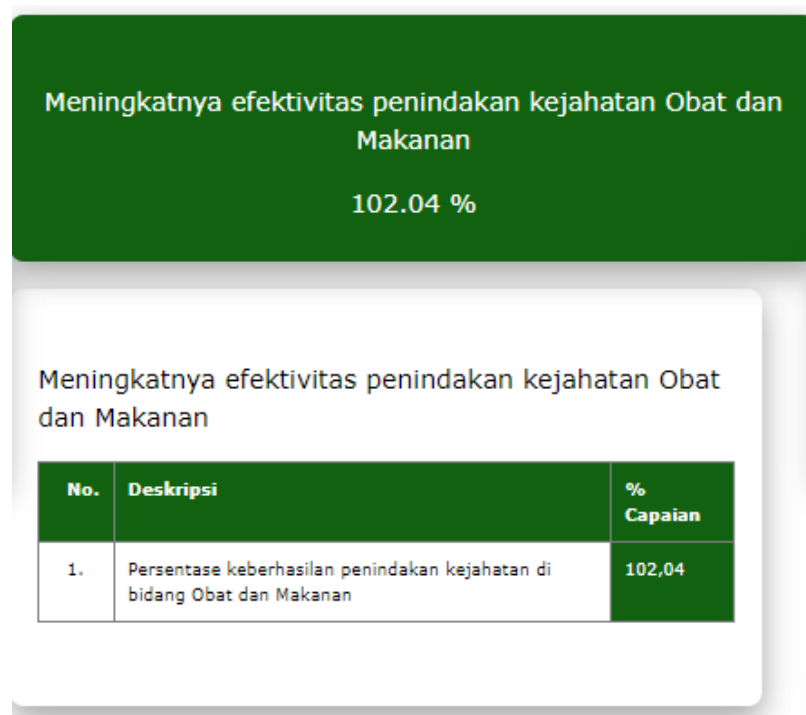 Meningkatnya efektivitas penindakan kejahatan Obat dan
Makanan
102.04 %
Meningkatnya efektivitas penindakan kejahatan Obat
dan Makanan
No. Deskripsi %
Capaian
1. Persentase keberhasilan penindakan kejahatan di 102,04
bidang Obat dan Makanan